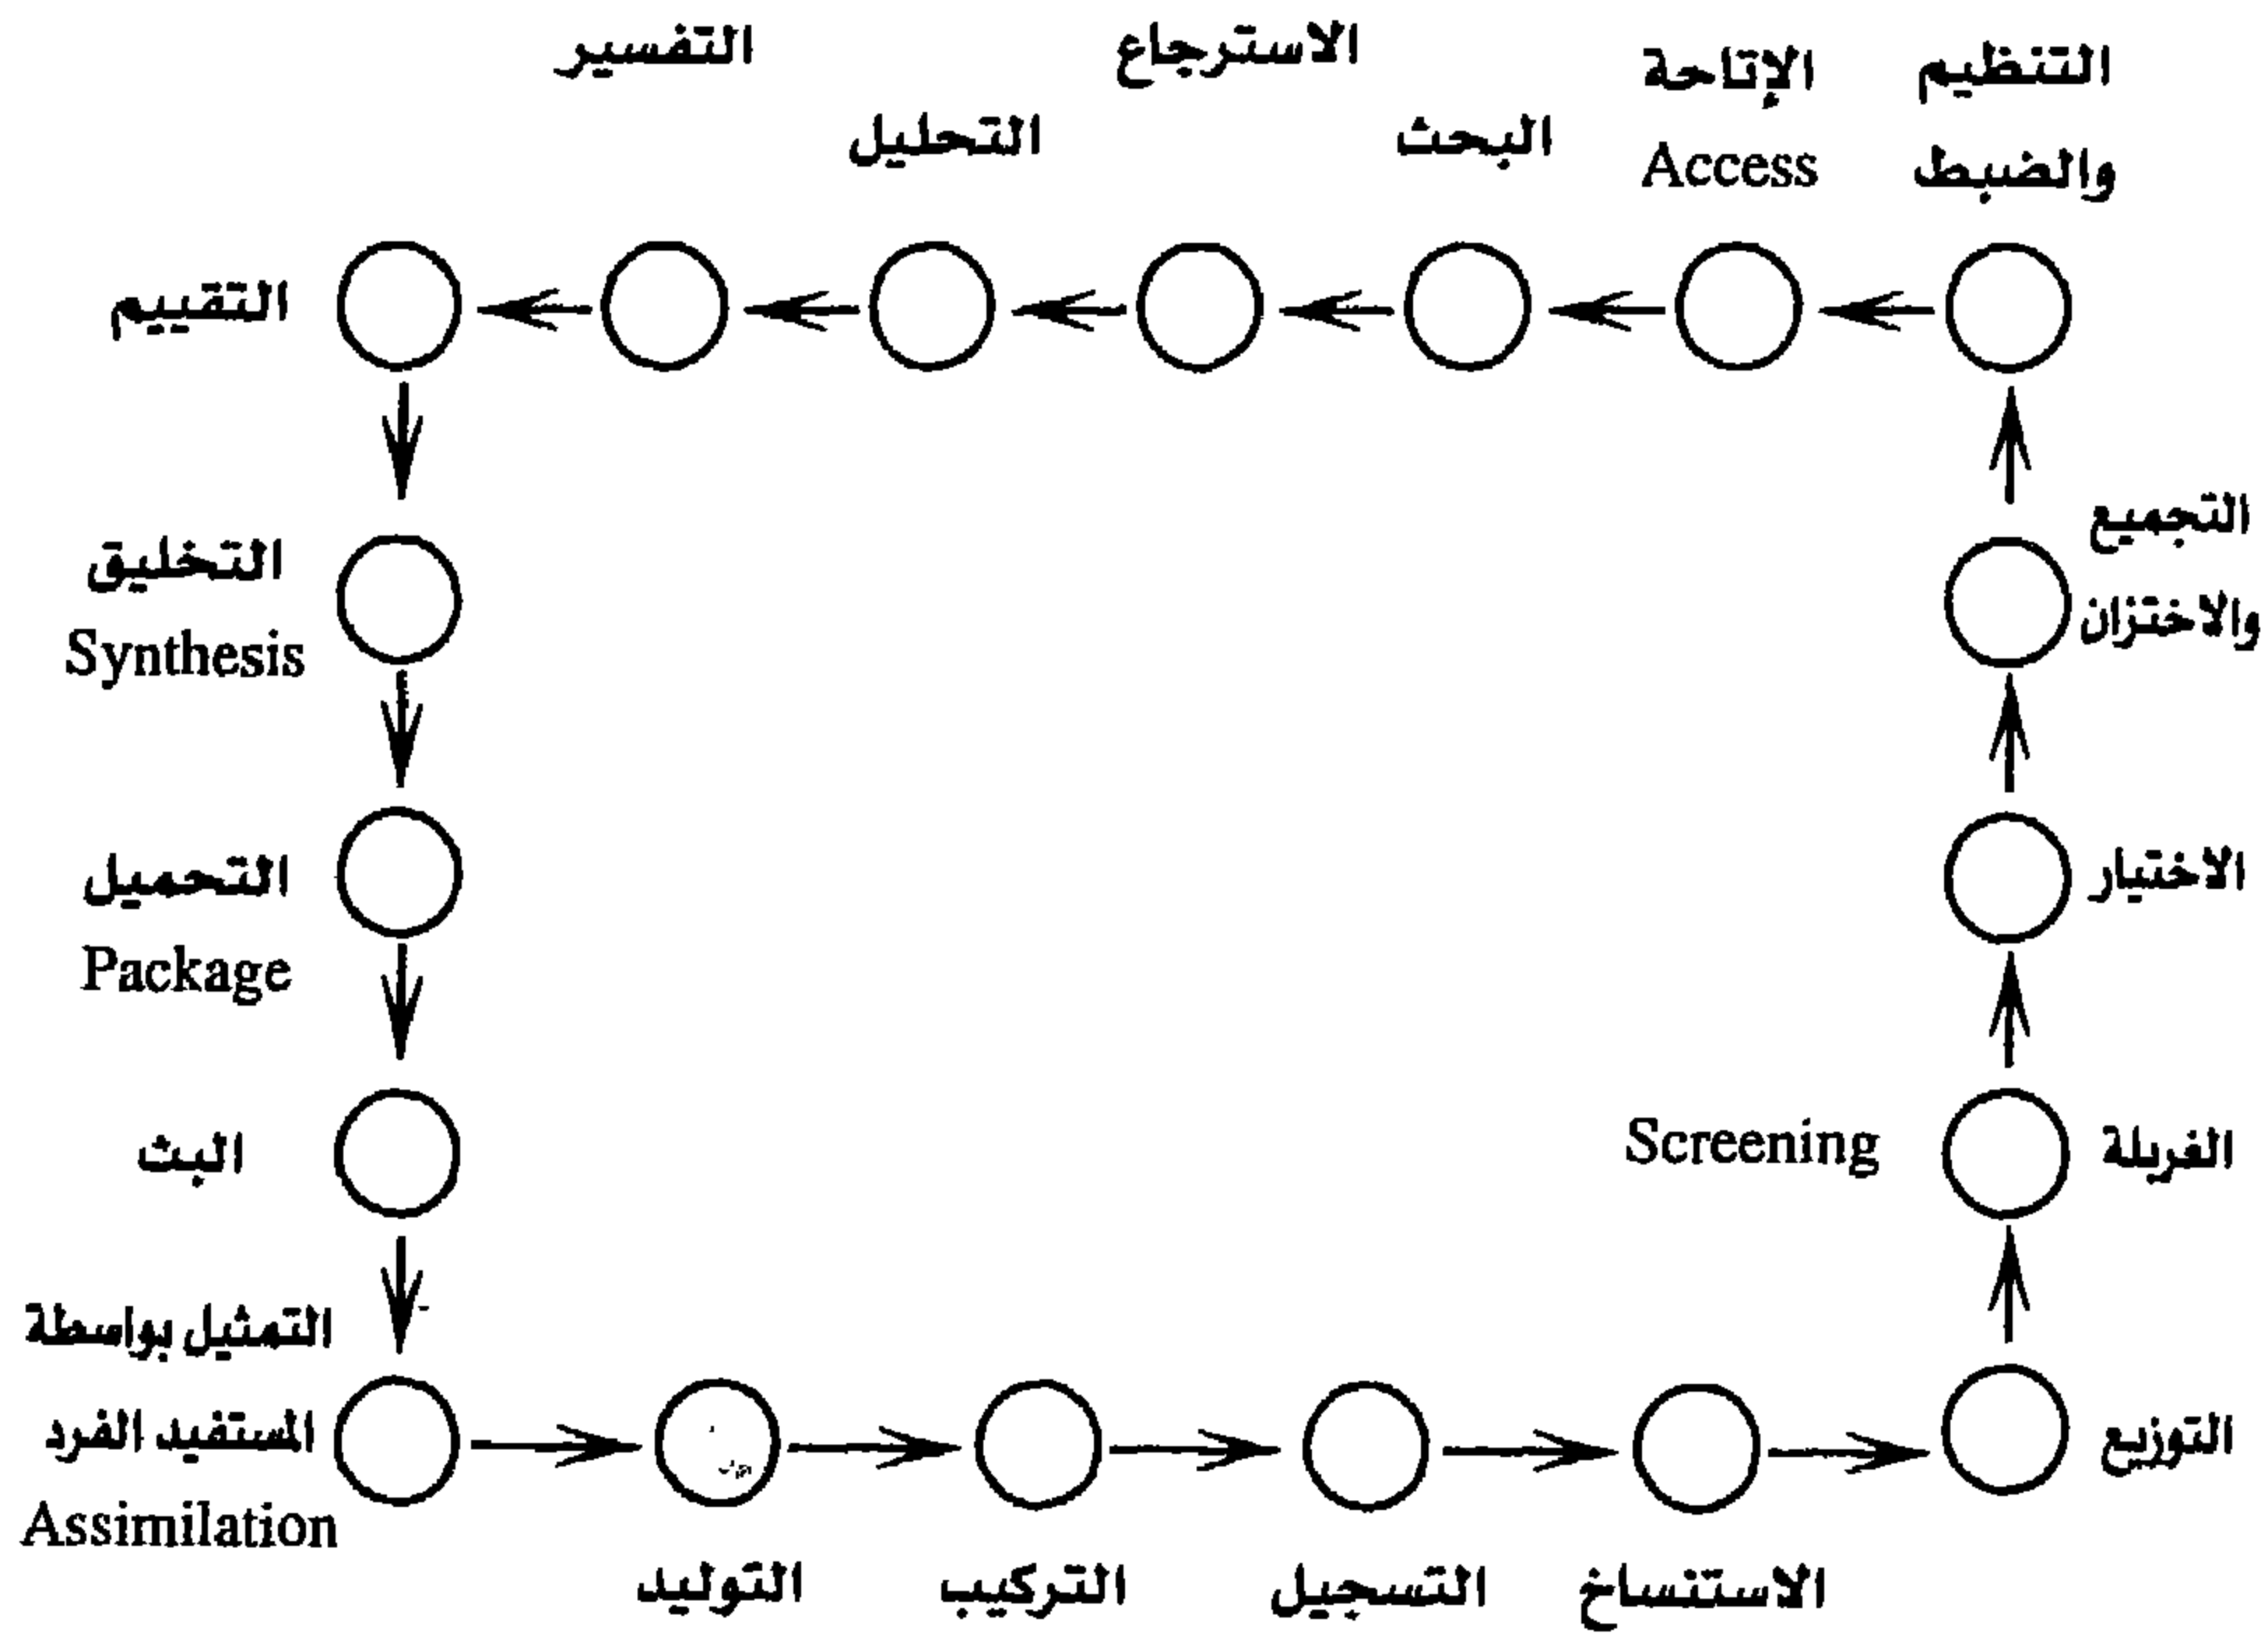 التنظيم
والضبط
الإتاحة
Access
البحث
الاسترجاع
التحليل
التفسير
التقييم
التخليق
Synthesis
التحميل
Package
البث
التمثيل بواسطة
المستفيد الفرد
Assimilation
التوليد
التركيب
التسجيل
الاستنساخ
التوزيع
الغربلة
Screening
الاختيار
التجميع
والاختزان